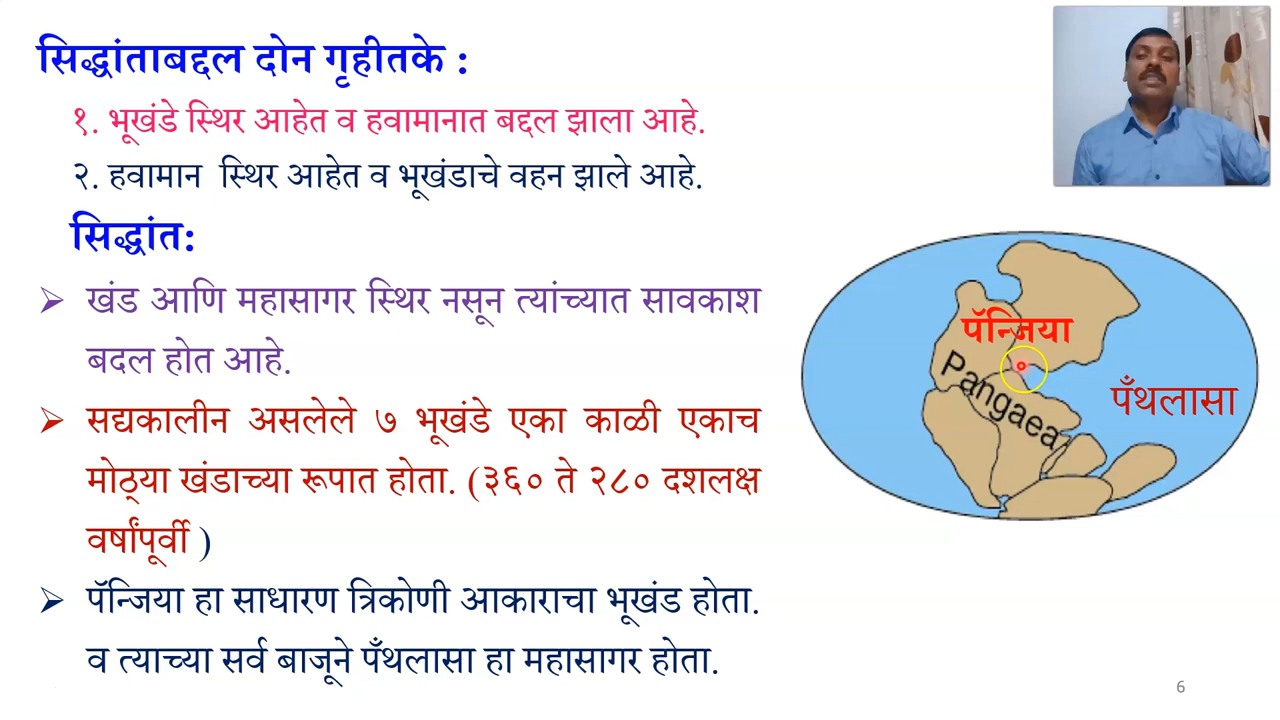 सिद्धांताबद्दल दोन गृहीतके :
१. भूखंडे स्थिर आहेत व हवामानात बद्दल झाला आहे.
२. हवामान स्थिर आहेत व भूखंडाचे वहन झाले आहे.
सिद्धांत:
➢ खंड आणि महासागर स्थिर नसून त्यांच्यात सावकाश
बदल होत आहे.
➢ सद्यकालीन असलेले ७ भूखंडे एका काळी एकाच
मोठ्या खंडाच्या रूपात होता. (३६० ते २८० दशलक्ष
वर्षांपूर्वी )
➢ पॅन्जिया हा साधारण त्रिकोणी आकाराचा भूखंड होता.
व त्याच्या सर्व बाजूने पँथलासा हा महासागर होता.
पॅन्जिया
Pangaea
पँथलासा
6